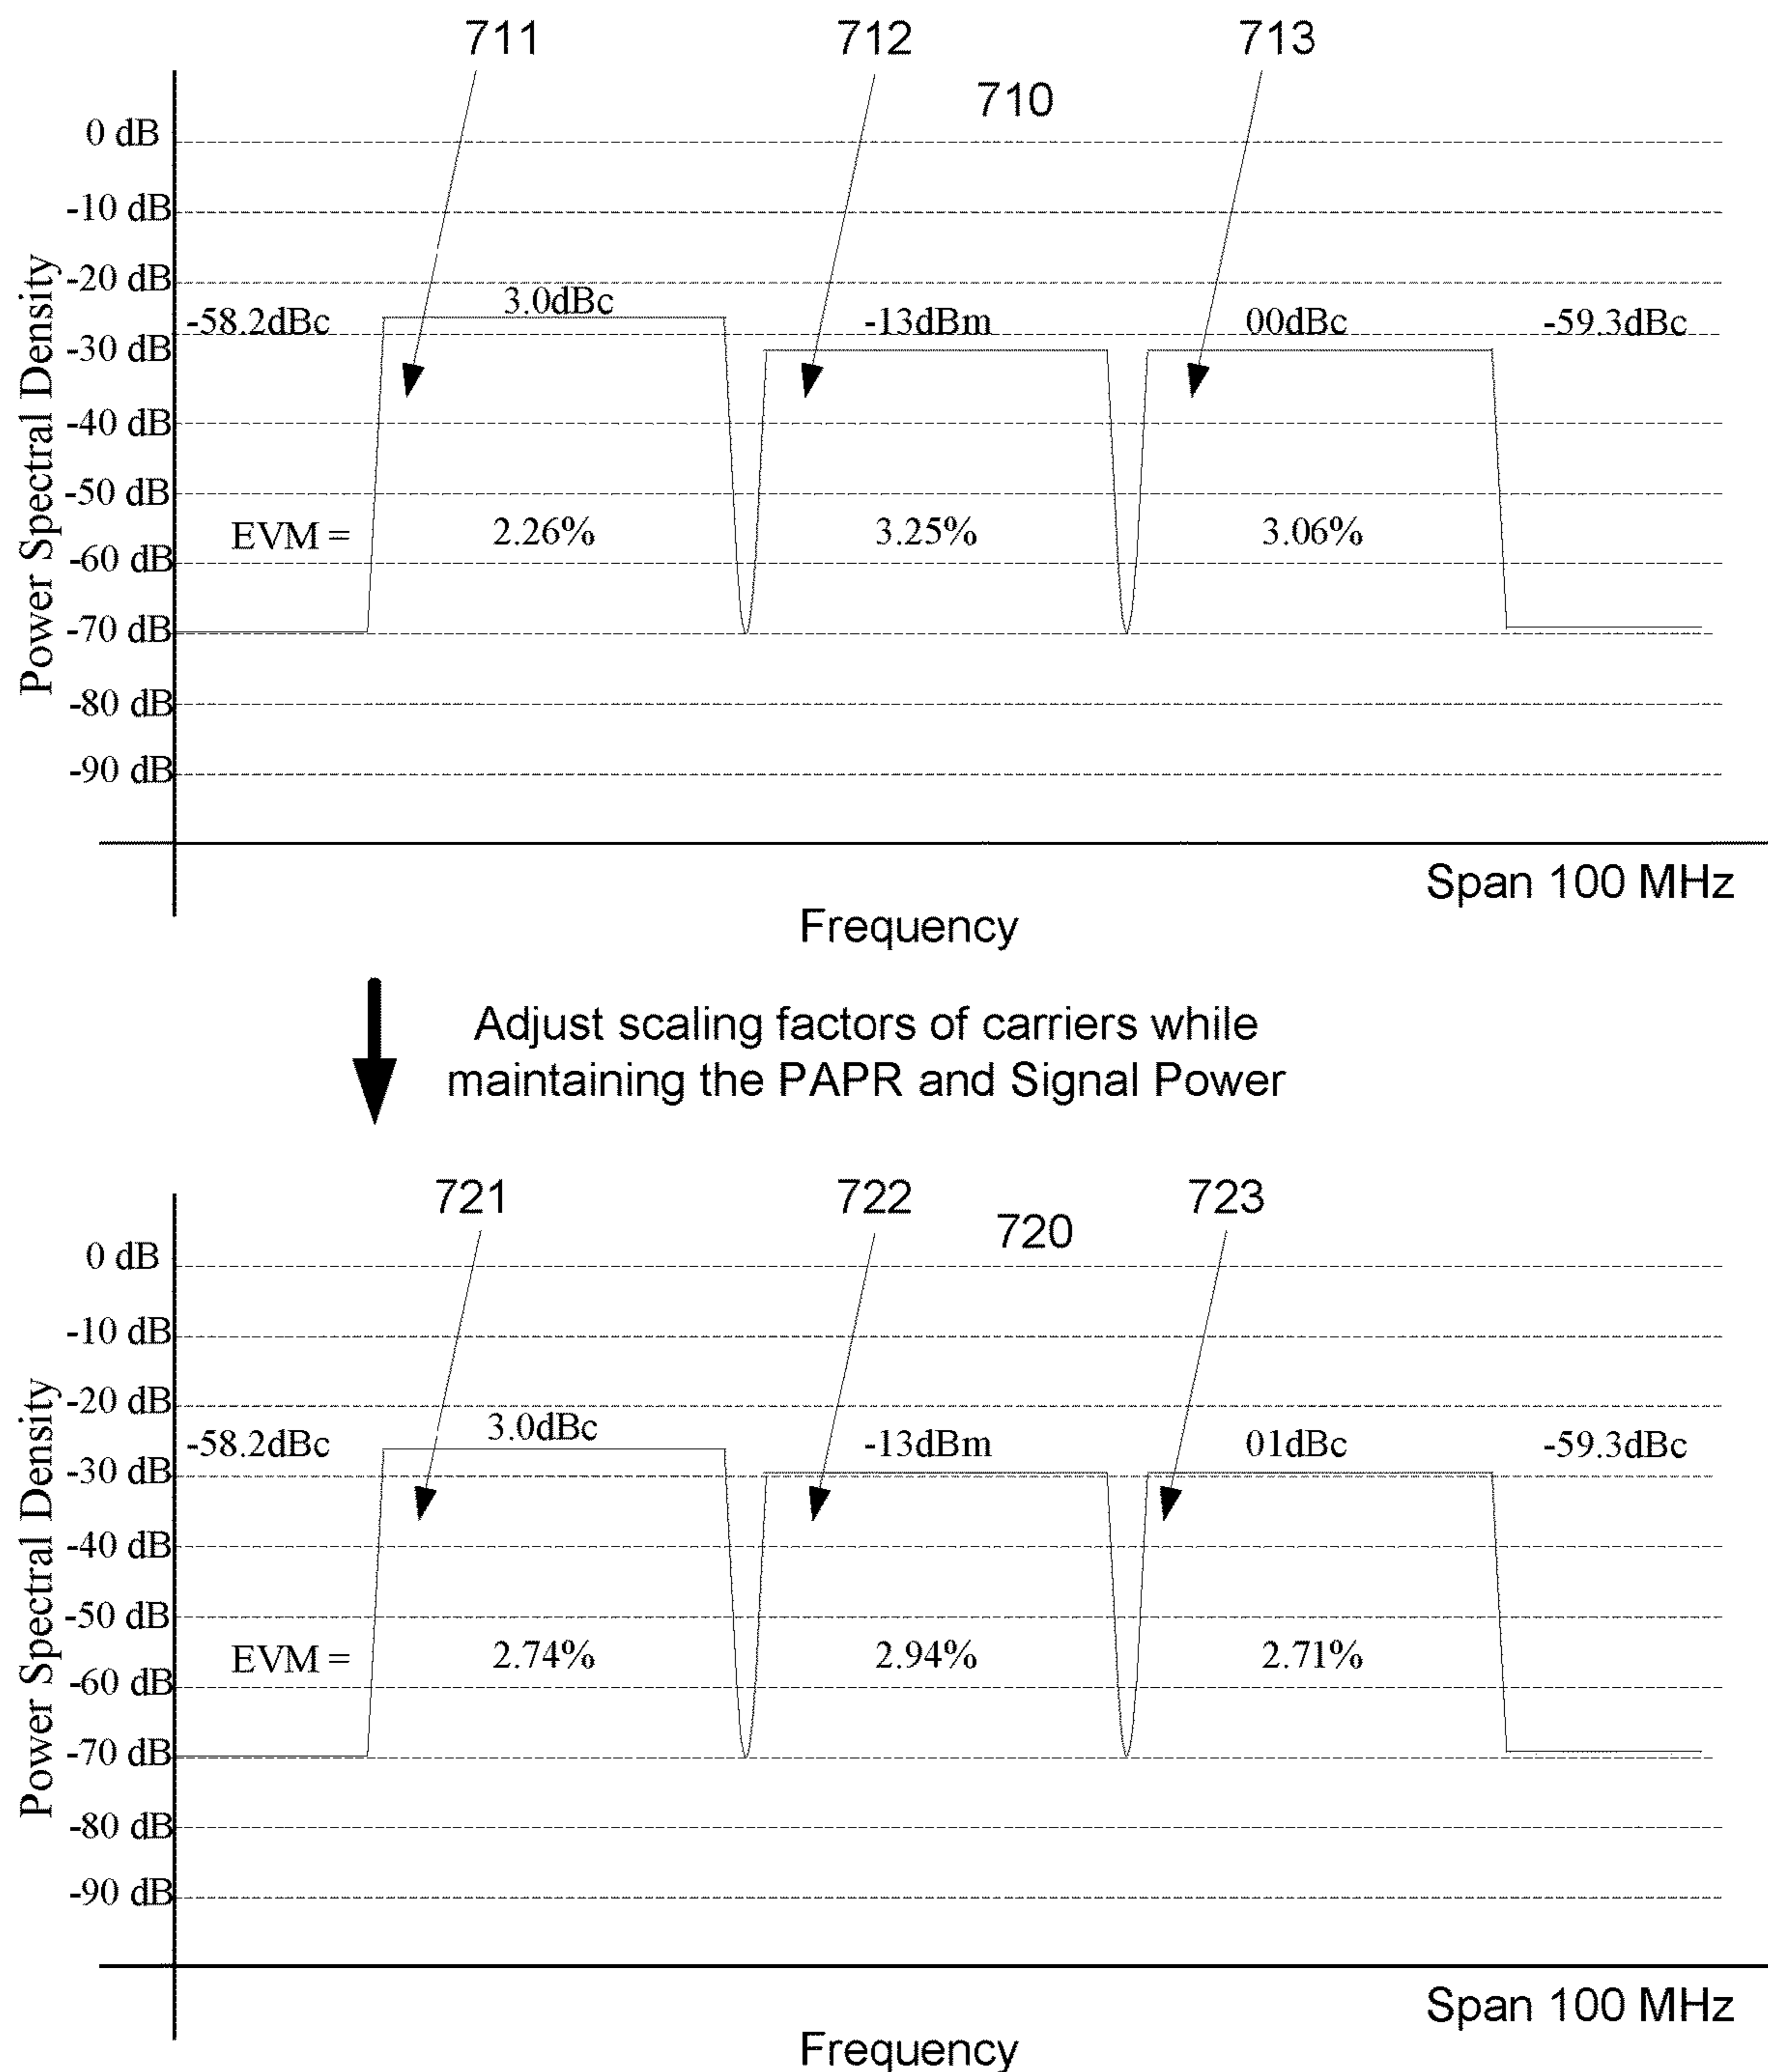 711 712 713
710
0 dB
-10 dB
-20 dB
-58.2dBc 3.0dBc -13dBm 00dBc -59.3dBc
-30 dB
-40 dB
-50 dB
EVM = 2.26% 3.25% 3.06%
-60 dB
-70 dB
-80 dB
-90 dB
Power Spectral Density
Span 100 MHz
Frequency
Adjust scaling factors of carriers while
maintaining the PAPR and Signal Power
721 722 723
720
0 dB
-10 dB
-20 dB
-58.2dBc 3.0dBc -13dBm 01dBc -59.3dBc
-30 dB
-40 dB
-50 dB
EVM = 2.74% 2.94% 2.71%
-60 dB
-70 dB
-80 dB
-90 dB
Power Spectral Density
Span 100 MHz
Frequency